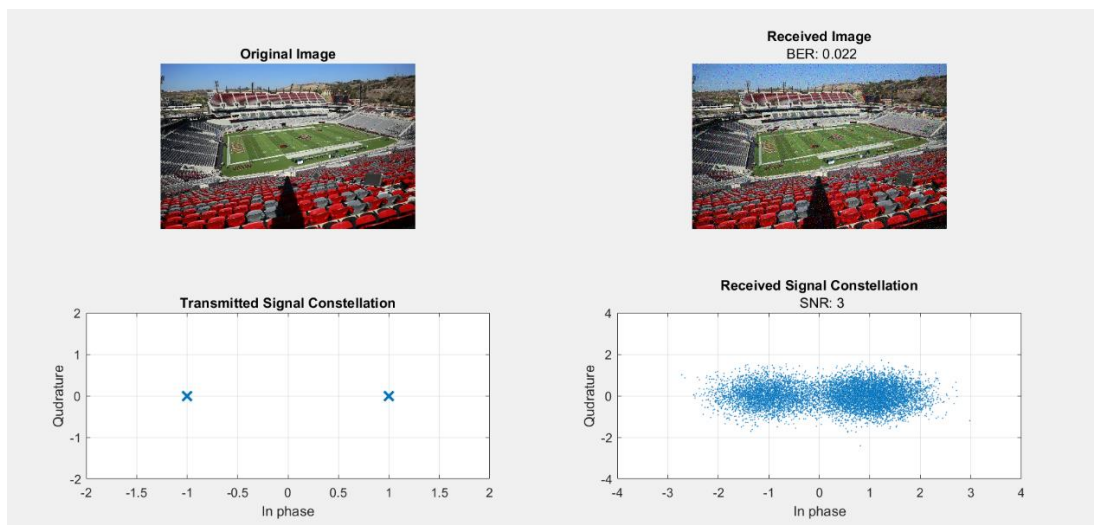 Original Image
Received Image
BER: 0.022
Transmitted Signal Constellation
2
1
0
-1
-2
Qudrature
-2 -1.5 -1 -0.5 0 0.5 1 1.5 2
In phase
Received Signal Constellation
SNR: 3
4
2
0
-2
-4
Qudrature
-4 -3 -2 -1 0 1 2 3 4
In phase